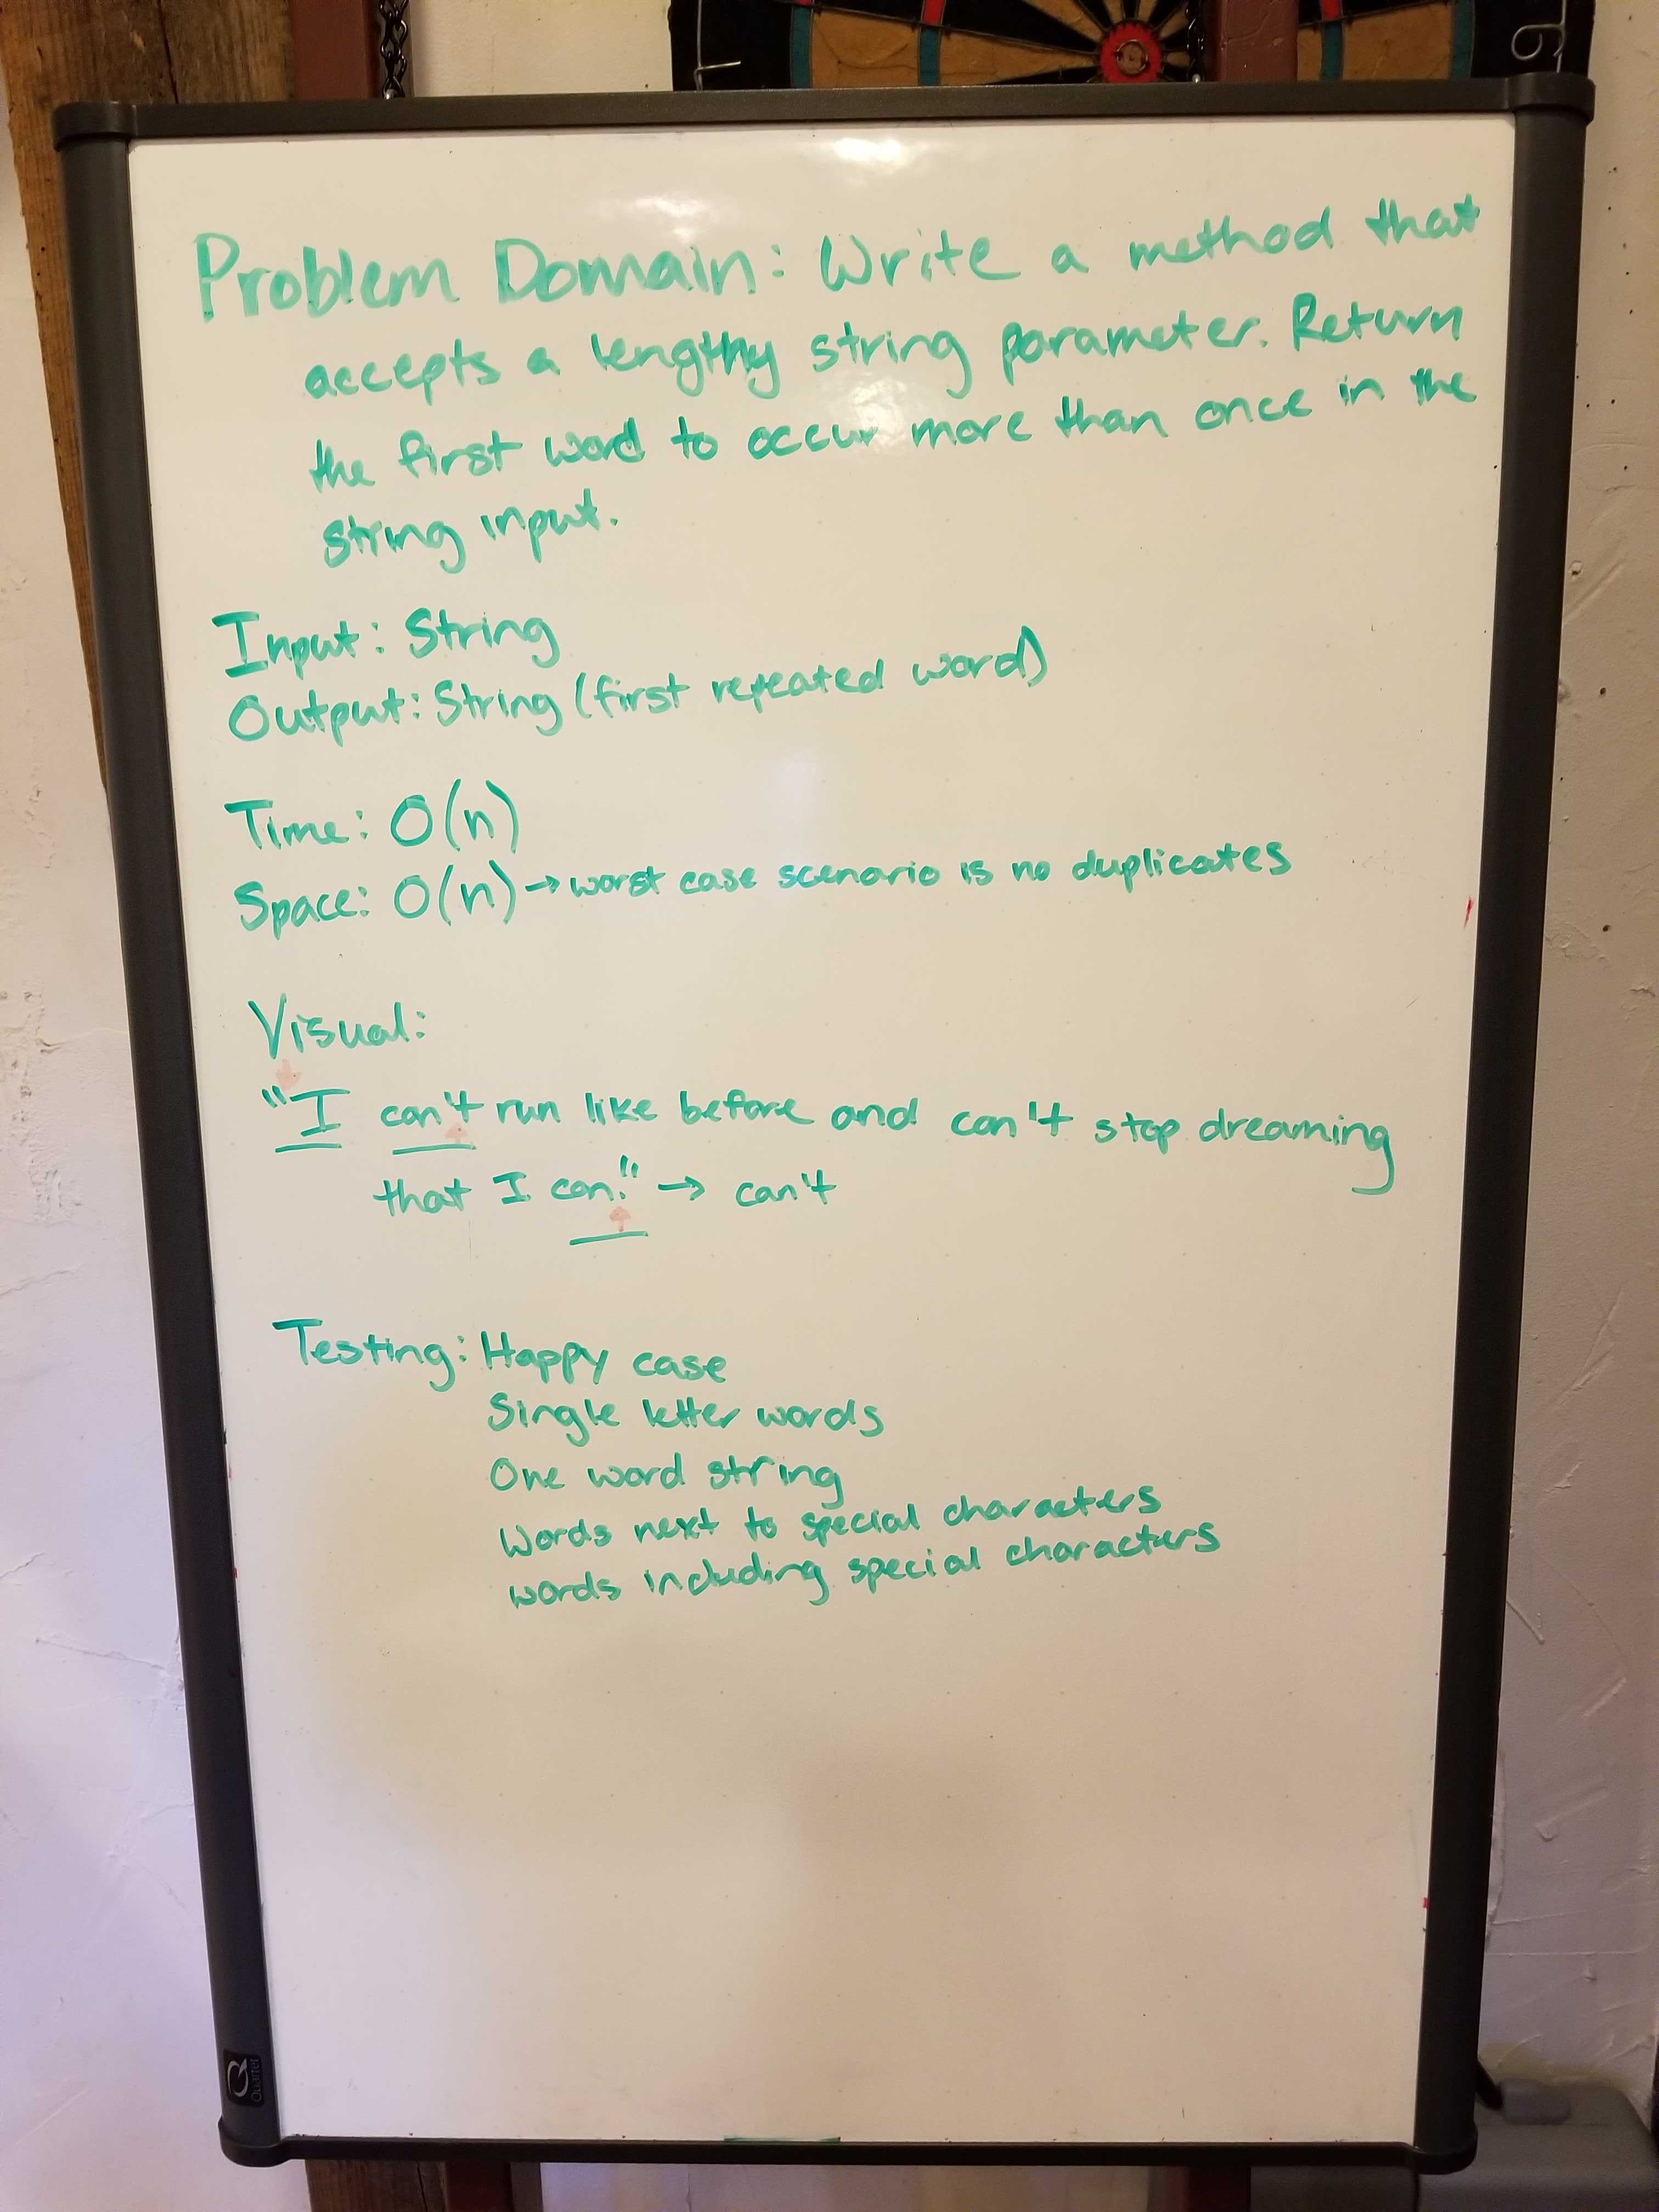 Problem Domain: Write a method that
accepts a lengthy string parameter. Return
the first word to occur more than once in the
string input.
Input: String
Output: String (first repeated word)
Time: O(n)
Space: O(n) → worst case scenario is no duplicates
Visual:
"I can't run like before and can't stop dreaming
that I can." → can't
Testing: Happy case
Single letter words
One word string
Words next to special characters
words including special characters
Quartet